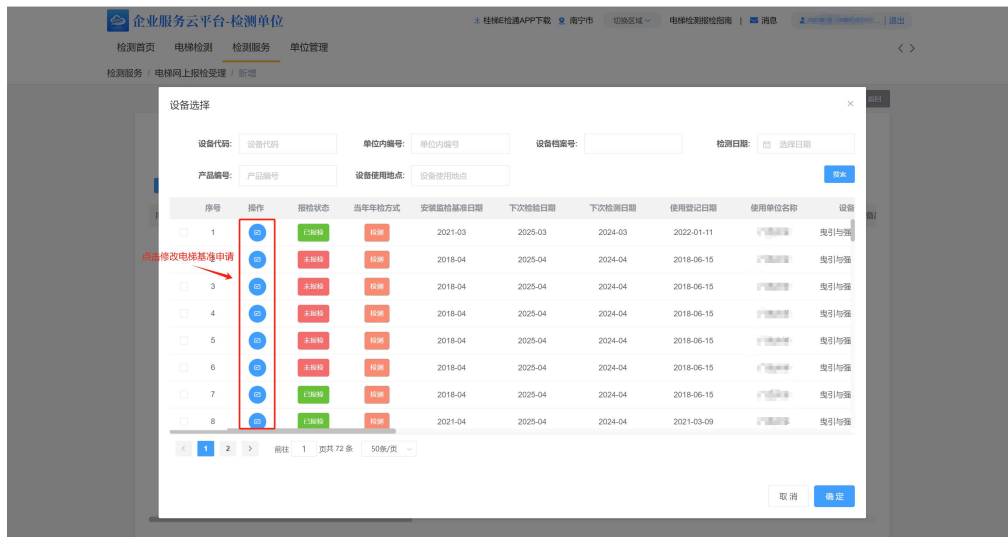 企业服务云平台-检测单位
桂梯E检通APP下载 南宁市 切换区域 电梯检测报检指南 | 消息 | 退出
检测首页 电梯检测 检测服务 单位管理
检测服务 / 电梯网上报检受理 / 新增
设备选择
返回
设备代码: 设备代码 单位内编号: 单位内编号 设备档案号: 检测日期: 选择日期
产品编号: 产品编号 设备使用地点: 设备使用地点 搜索
序号 操作 报检状态 当年年检方式 安装监检基准日期 下次检验日期 下次检测日期 使用登记日期 使用单位名称 设备
1 已报检 检测 2021-03 2025-03 2024-03 2022-01-11 曳引与强
点击修改电梯基准申请
未报检 检测 2018-04 2025-04 2024-04 2018-06-15 曳引与强
3 未报检 检测 2018-04 2025-04 2024-04 2018-06-15 曳引与强
4 未报检 检测 2018-04 2025-04 2024-04 2018-06-15 曳引与强
5 未报检 检测 2018-04 2025-04 2024-04 2018-06-15 曳引与强
6 未报检 检测 2018-04 2025-04 2024-04 2018-06-15 曳引与强
7 已报检 检测 2018-04 2025-04 2024-04 2018-06-15 曳引与强
8 已报检 检测 2021-04 2025-04 2024-04 2021-03-09 曳引与强
1 2 前往 1 页共 72 条 50条/页
取消 确定